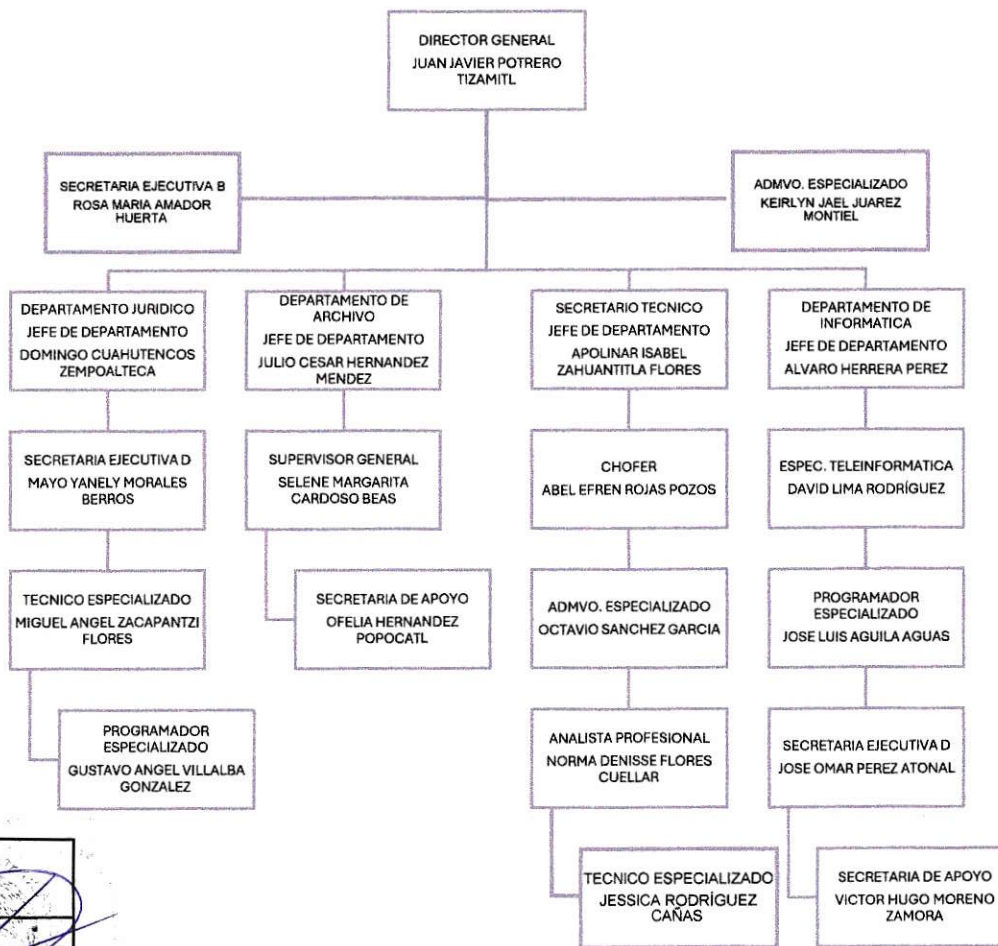 DIRECTOR GENERAL
JUAN JAVIER POTRERO
TIZAMITL
SECRETARIA EJECUTIVA B
ROSA MARIA AMADOR
HUERTA
ADMVO. ESPECIALIZADO
KEIRLYN JAEL JUAREZ
MONTIEL
DEPARTAMENTO JURIDICO
JEFE DE DEPARTAMENTO
DOMINGO CUAHUTENCOS
ZEMPOALTECA
DEPARTAMENTO DE
ARCHIVO
JEFE DE DEPARTAMENTO
JULIO CESAR HERNANDEZ
MENDEZ
SECRETARIO TECNICO
JEFE DE DEPARTAMENTO
APOLINAR ISABEL
ZAHUANTITLA FLORES
DEPARTAMENTO DE
INFORMATICA
JEFE DE DEPARTAMENTO
ALVARO HERRERA PEREZ
SECRETARIA EJECUTIVA D
MAYO YANELY MORALES
BERROS
SUPERVISOR GENERAL
SELENE MARGARITA
CARDOSO BEAS
CHOFER
ABEL EFREN ROJAS POZOS
ESPEC. TELEINFORMATICA
DAVID LIMA RODRÍGUEZ
TECNICO ESPECIALIZADO
MIGUEL ANGEL ZACAPANTZI
FLORES
SECRETARIA DE APOYO
OFELIA HERNANDEZ
POPOCATL
ADMVO. ESPECIALIZADO
OCTAVIO SANCHEZ GARCIA
PROGRAMADOR
ESPECIALIZADO
JOSE LUIS AGUILA AGUAS
PROGRAMADOR
ESPECIALIZADO
GUSTAVO ANGEL VILLALBA
GONZALEZ
ANALISTA PROFESIONAL
NORMA DENISSE FLORES
CUELLAR
SECRETARIA EJECUTIVA D
JOSE OMAR PEREZ ATONAL
TECNICO ESPECIALIZADO
JESSICA RODRÍGUEZ
CAÑAS
SECRETARIA DE APOYO
VICTOR HUGO MORENO
ZAMORA